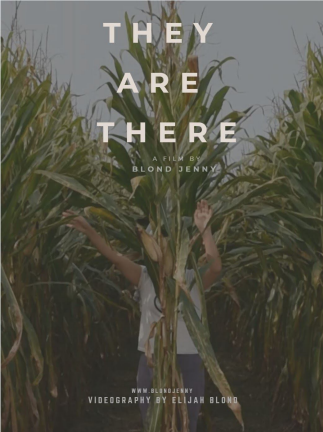 THEY
ARE
THERE
A FILM BY
BLOND JENNY
WWW.BLONDJENNY
VIDEOGRAPHY BY ELIJAH BLOND